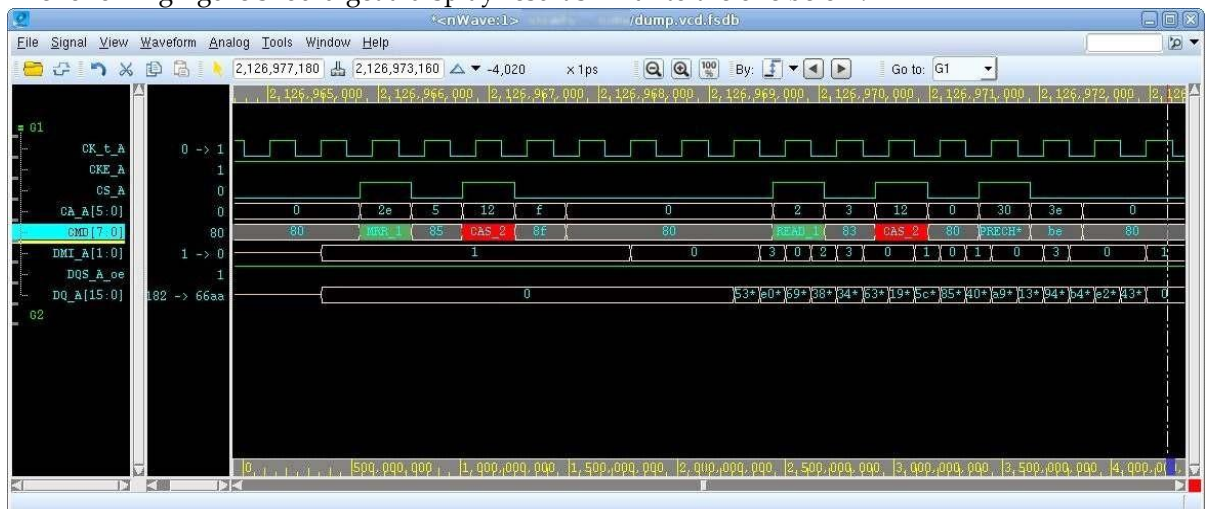 *<nWave:1> /dump.vcd.fsdb
File Signal View Waveform Analog Tools Window Help
2,126,977,180 2,126,973,160 -4,020 x 1ps 100 % By: Go to: G1
2,126,965,000 2,126,966,000 2,126,967,000 2,126,968,000 2,126,969,000 2,126,970,000 2,126,971,000 2,126,972,000 2,126
G1
CK_t_A 0 -> 1
CKE_A 1
CS_A 0
CA_A[5:0] 0 0 2e 5 12 f 0 2 3 12 0 30 3e 0
CMD[7:0] 80 80 MRR_1 85 CAS_2 8f 80 READ_1 83 CAS_2 80 PRECH* be 80
DMI_A[1:0] 1 -> 0 1 0 3 0 2 3 0 1 0 1 0 3 0 1
DQS_A_oe 1
DQ_A[15:0] 182 -> 66aa 0 53* e0* 69* 38* 34* 63* 19* 5c* 85* 40* a9* 13* 94* b4* e2* 43* 0
G2
0 500,000,000 1,000,000,000 1,500,000,000 2,000,000,000 2,500,000,000 3,000,000,000 3,500,000,000